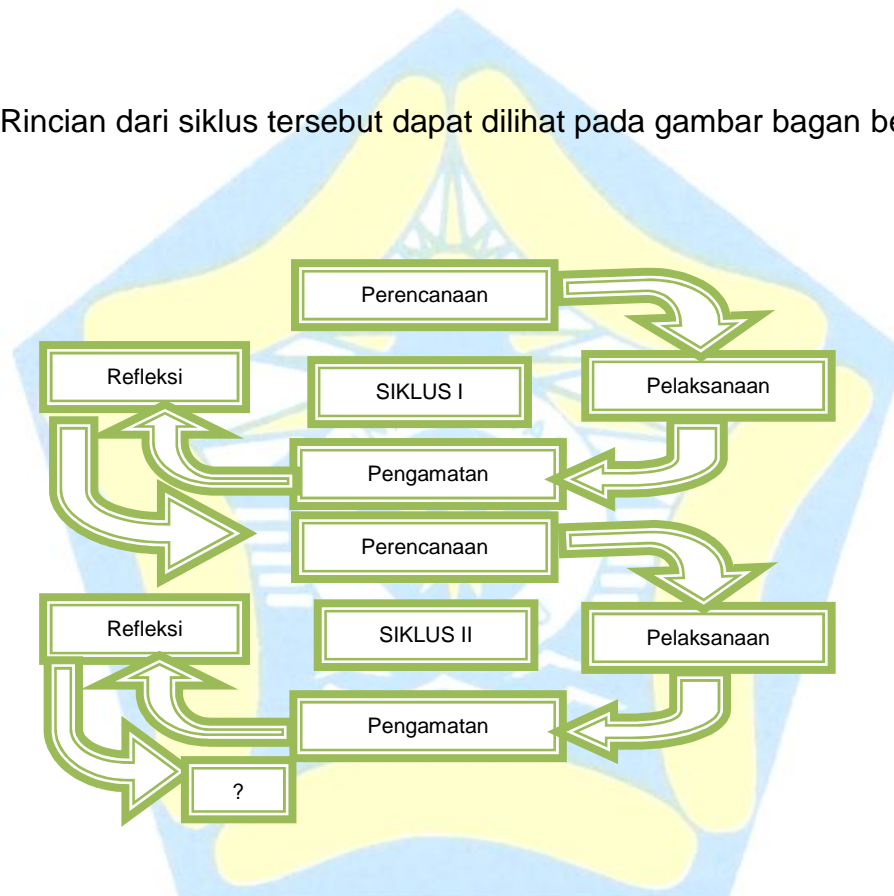 Rincian dari siklus tersebut dapat dilihat pada gambar bagan
Perencanaan
Refleksi
SIKLUS I
Pelaksanaan
Pengamatan
Perencanaan
Refleksi
SIKLUS II
Pelaksanaan
Pengamatan
?